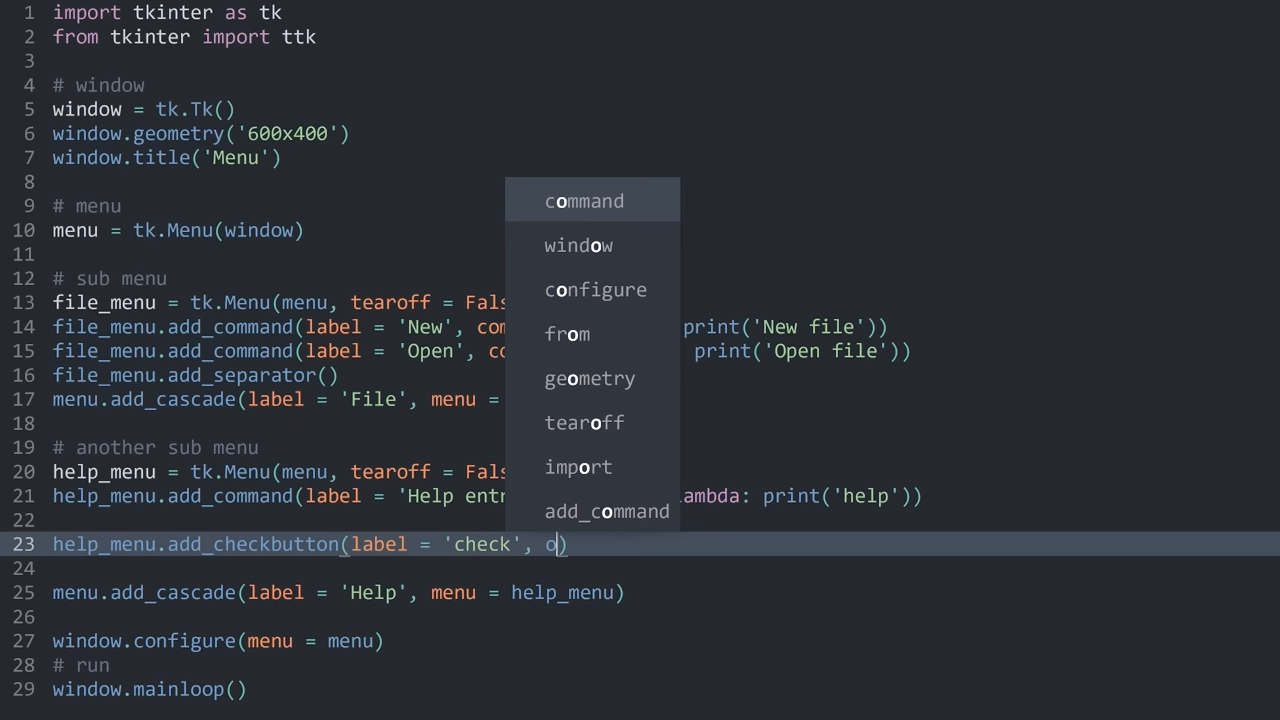 1 import tkinter as tk
2 from tkinter import ttk
3
4 # window
5 window = tk.Tk()
6 window.geometry('600x400')
7 window.title('Menu')
8
9 # menu
10 menu = tk.Menu(window)
11
12 # sub menu
13 file_menu = tk.Menu(menu, tearoff = Fals
14 file_menu.add_command(label = 'New', com print('New file'))
15 file_menu.add_command(label = 'Open', co print('Open file'))
16 file_menu.add_separator()
17 menu.add_cascade(label = 'File', menu =
18
19 # another sub menu
20 help_menu = tk.Menu(menu, tearoff = Fals
21 help_menu.add_command(label = 'Help entr ambda: print('help'))
22
23 help_menu.add_checkbutton(label = 'check', o)
24
25 menu.add_cascade(label = 'Help', menu = help_menu)
26
27 window.configure(menu = menu)
28 # run
29 window.mainloop()
command
window
configure
from
geometry
tearoff
import
add_command